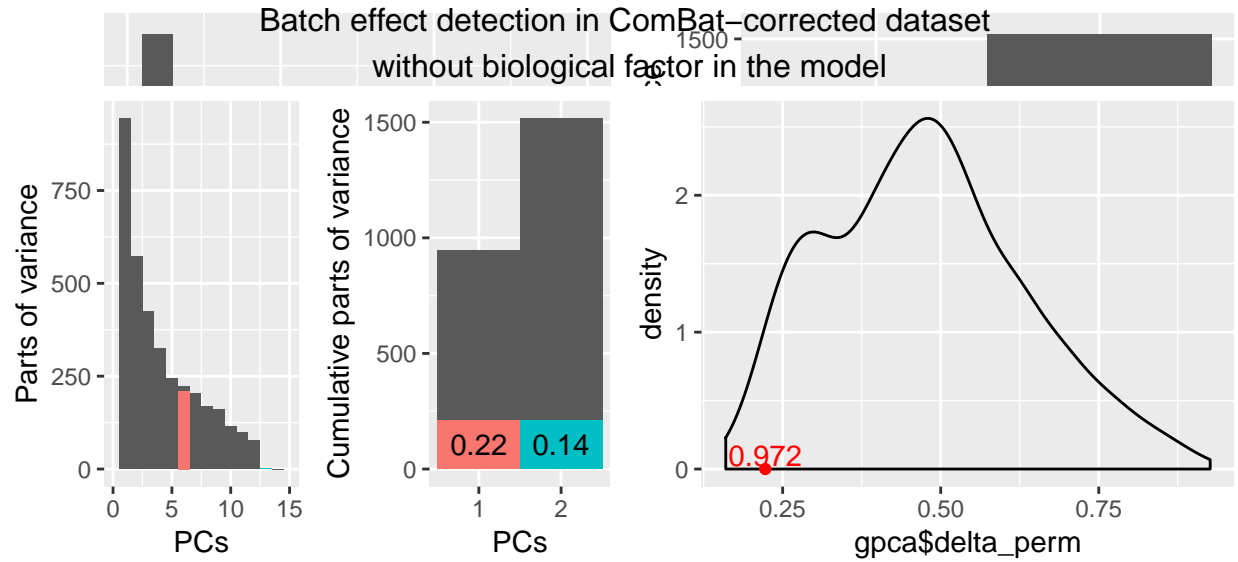 Batch effect detection in ComBat−corrected dataset
without biological factor in the model
1500
Parts of variance
750
500
250
0
0 5 10 15
PCs
Cumulative parts of variance
1500
1000
500
0
0.22 0.14
1 2
PCs
density
2
1
0
0.972
0.25 0.50 0.75
gpca$delta_perm